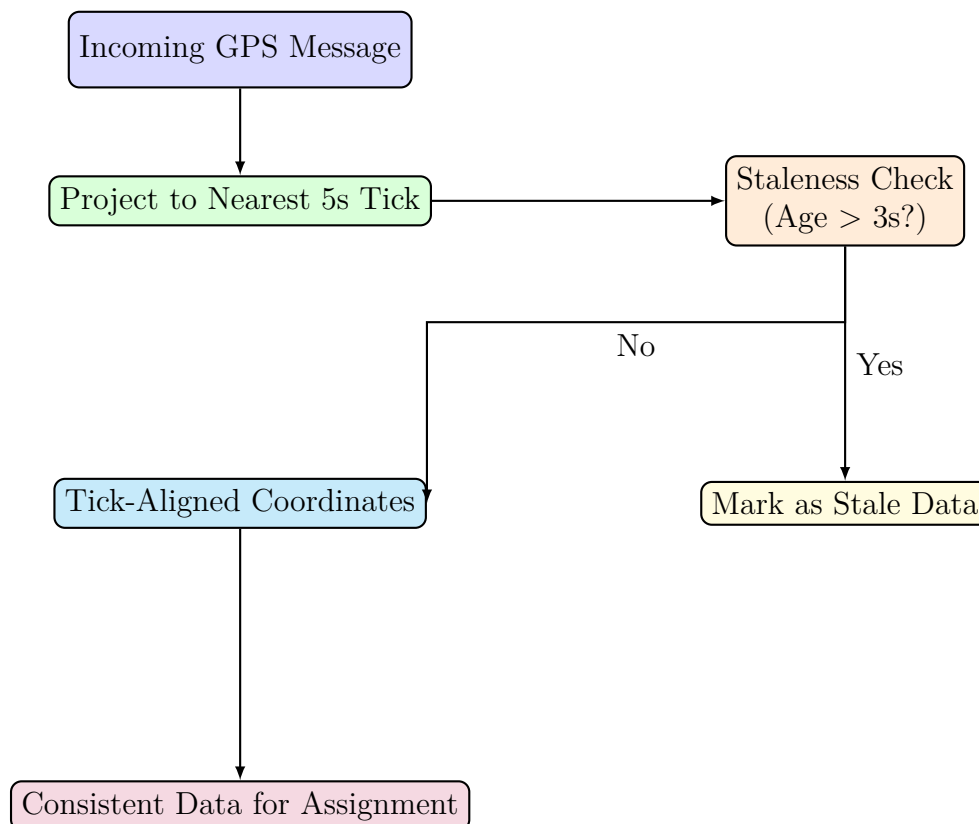 Incoming GPS Message
Project to Nearest 5s Tick
Staleness Check
(Age > 3s?)
No
Yes
Tick-Aligned Coordinates
Mark as Stale Data
Consistent Data for Assignment